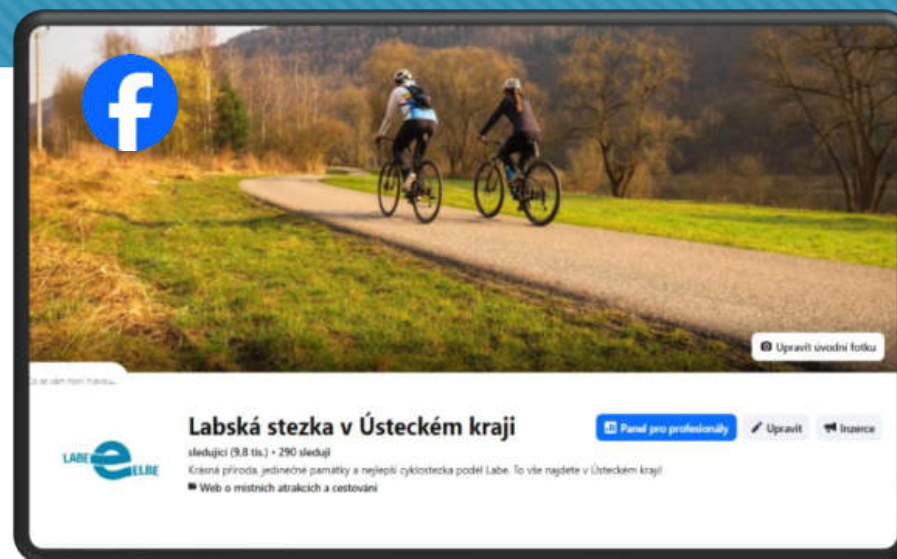 Upravit úvodní fotku
LABE ELBE
Labská stezka v Ústeckém kraji
Panel pro profesionály
Upravit
Inzerce
sledující (9,8 tis.) • 290 sleduji
Krásná příroda, jedinečné památky a nejlepší cyklostezka podél Labe. To vše najdete v Ústeckém kraji!
Web o místních atrakcích a cestování